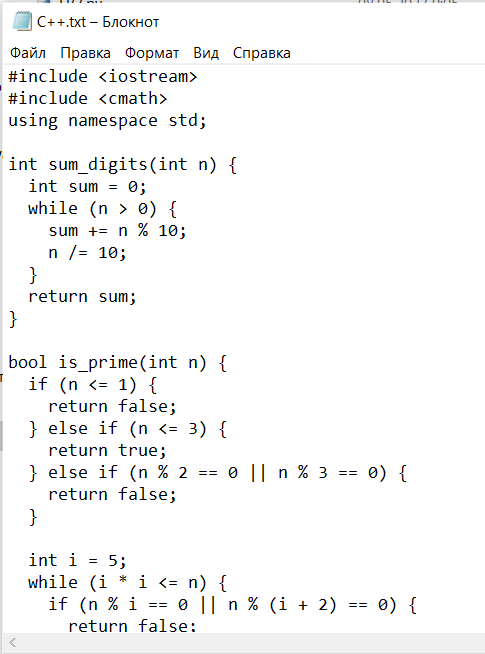 C++.txt – Блокнот
Файл Правка Формат Вид Справка
#include <iostream>
#include <cmath>
using namespace std;

int sum_digits(int n) {
  int sum = 0;
  while (n > 0) {
    sum += n % 10;
    n /= 10;
  }
  return sum;
}

bool is_prime(int n) {
  if (n <= 1) {
    return false;
  } else if (n <= 3) {
    return true;
  } else if (n % 2 == 0 || n % 3 == 0) {
    return false;
  }

  int i = 5;
  while (i * i <= n) {
    if (n % i == 0 || n % (i + 2) == 0) {
      return false;